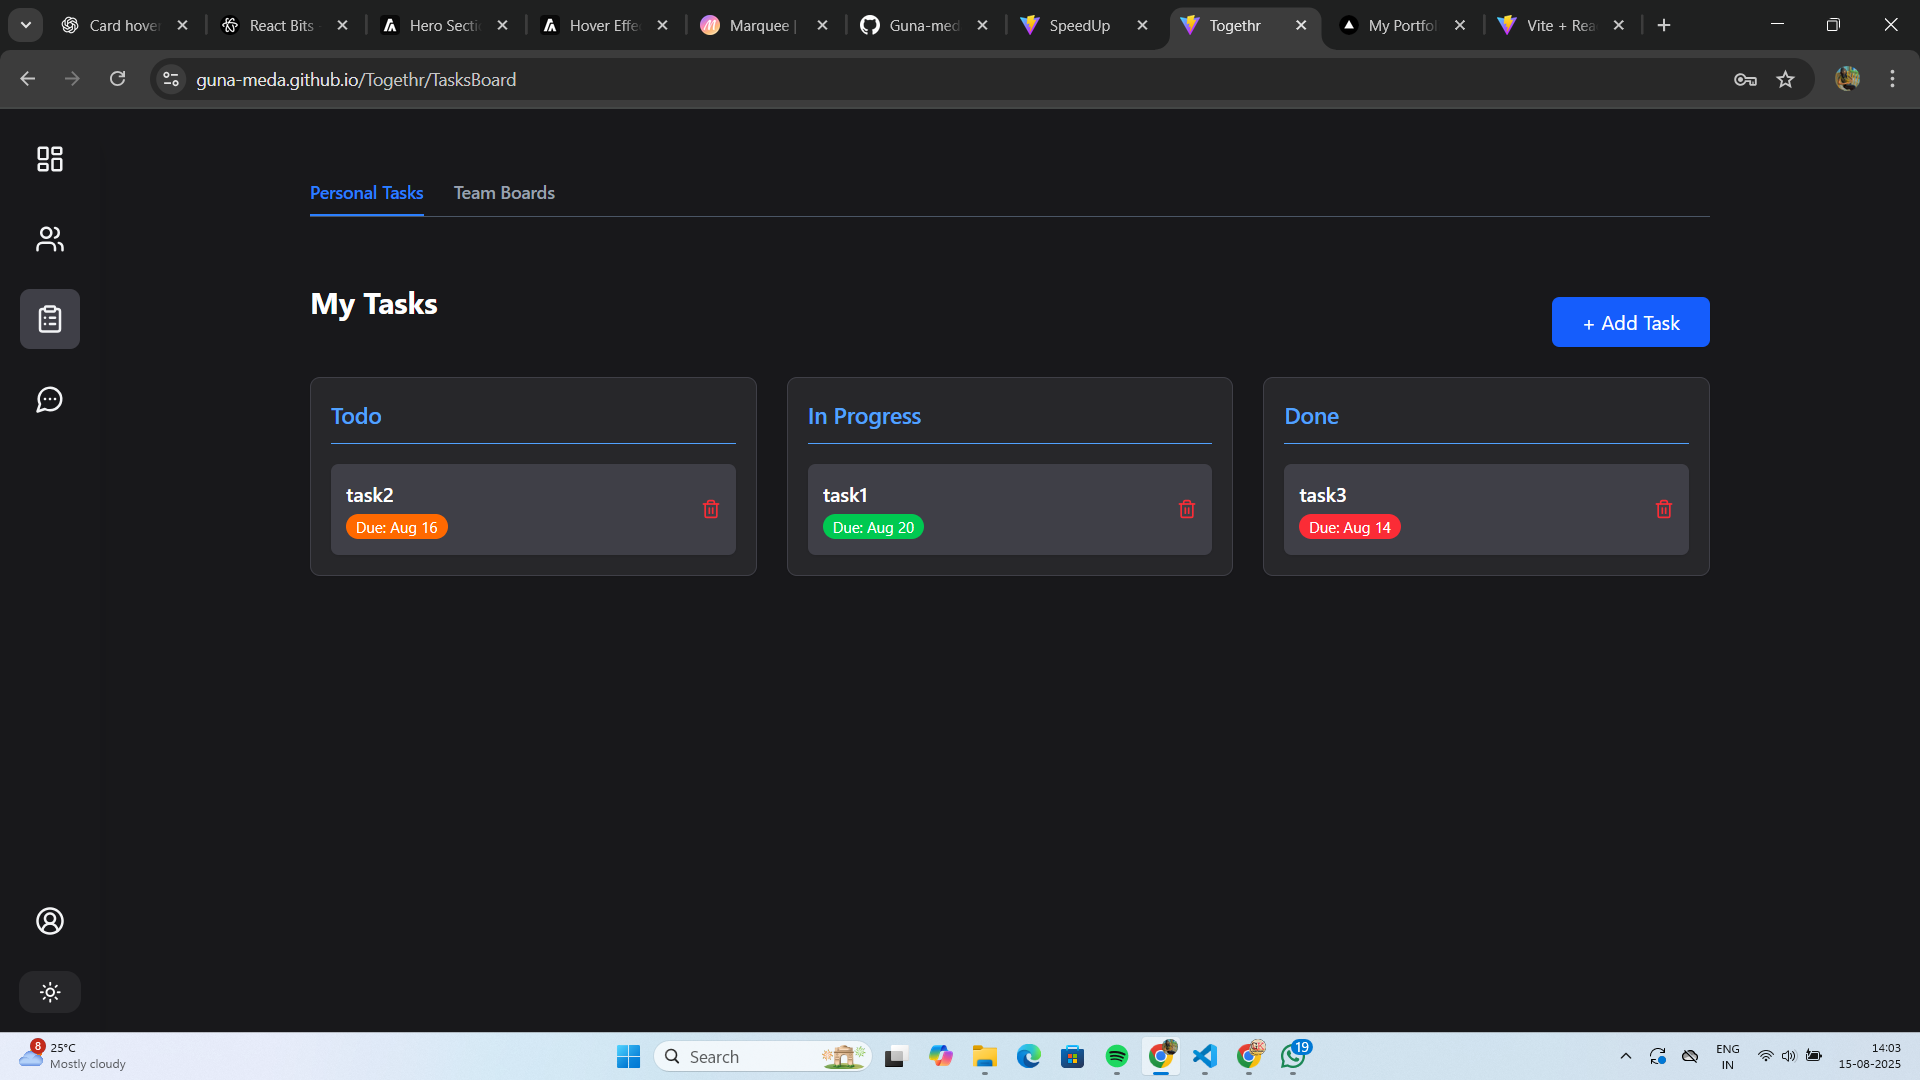 Card hover
React Bits
Hero Secti
Hover Effe
Marquee |
Guna-med
SpeedUp
Togethr
My Portfol
Vite + Rea
guna-meda.github.io/Togethr/TasksBoard
Personal Tasks
Team Boards
My Tasks
+ Add Task
Todo
task2
Due: Aug 16
In Progress
task1
Due: Aug 20
Done
task3
Due: Aug 14
8
25°C
Mostly cloudy
Search
19
ENG
IN
14:03
15-08-2025